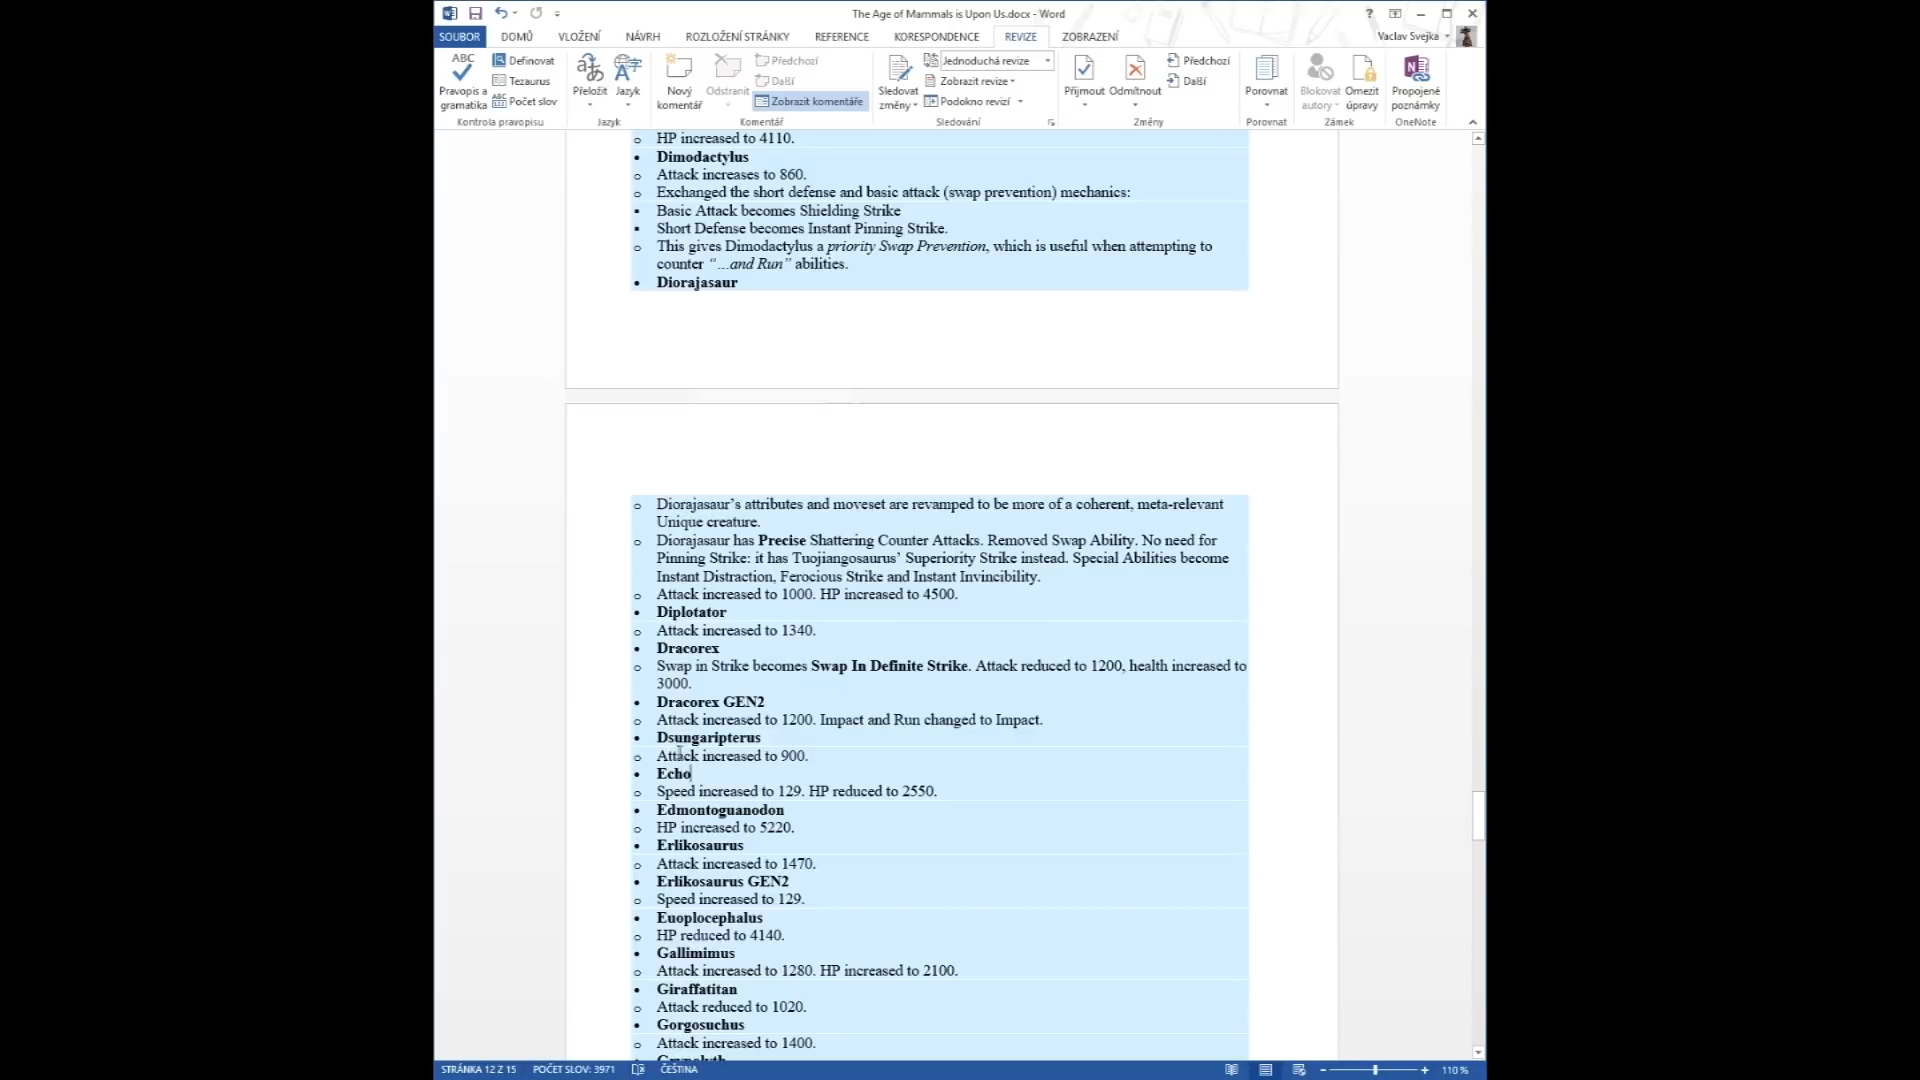 The Age of Mammals is Upon Us.docx - Word
SOUBOR DOMŮ VLOŽENÍ NÁVRH ROZLOŽENÍ STRÁNKY REFERENCE KORESPONDENCE REVIZE ZOBRAZENÍ Vaclav Svejka
ABC
Pravopis a gramatika
Definovat
Tezaurus
Počet slov
Kontrola pravopisu
Přeložit
Jazyk
Jazyk
Nový komentář
Odstranit
Předchozí
Další
Zobrazit komentáře
Komentář
Sledovat změny
Jednoduchá revize
Zobrazit revize
Podokno revizí
Sledování
Přijmout
Odmítnout
Předchozí
Další
Změny
Porovnat
Porovnat
Blokovat autory
Omezit úpravy
Zámek
Propojené poznámky
OneNote
HP increased to 4110.
Dimodactylus
Attack increases to 860.
Exchanged the short defense and basic attack (swap prevention) mechanics:
Basic Attack becomes Shielding Strike
Short Defense becomes Instant Pinning Strike.
This gives Dimodactylus a priority Swap Prevention, which is useful when attempting to
counter “…and Run” abilities.
Diorajasaur
Diorajasaur’s attributes and moveset are revamped to be more of a coherent, meta-relevant
Unique creature.
Diorajasaur has Precise Shattering Counter Attacks. Removed Swap Ability. No need for
Pinning Strike: it has Tuojiangosaurus’ Superiority Strike instead. Special Abilities become
Instant Distraction, Ferocious Strike and Instant Invincibility.
Attack increased to 1000. HP increased to 4500.
Diplotator
Attack increased to 1340.
Dracorex
Swap in Strike becomes Swap In Definite Strike. Attack reduced to 1200, health increased to
3000.
Dracorex GEN2
Attack increased to 1200. Impact and Run changed to Impact.
Dsungaripterus
Attack increased to 900.
Echo
Speed increased to 129. HP reduced to 2550.
Edmontoguanodon
HP increased to 5220.
Erlikosaurus
Attack increased to 1470.
Erlikosaurus GEN2
Speed increased to 129.
Euoplocephalus
HP reduced to 4140.
Gallimimus
Attack increased to 1280. HP increased to 2100.
Giraffatitan
Attack reduced to 1020.
Gorgosuchus
Attack increased to 1400.
STRÁNKA 12 Z 15 POČET SLOV: 3971 ČEŠTINA 110 %